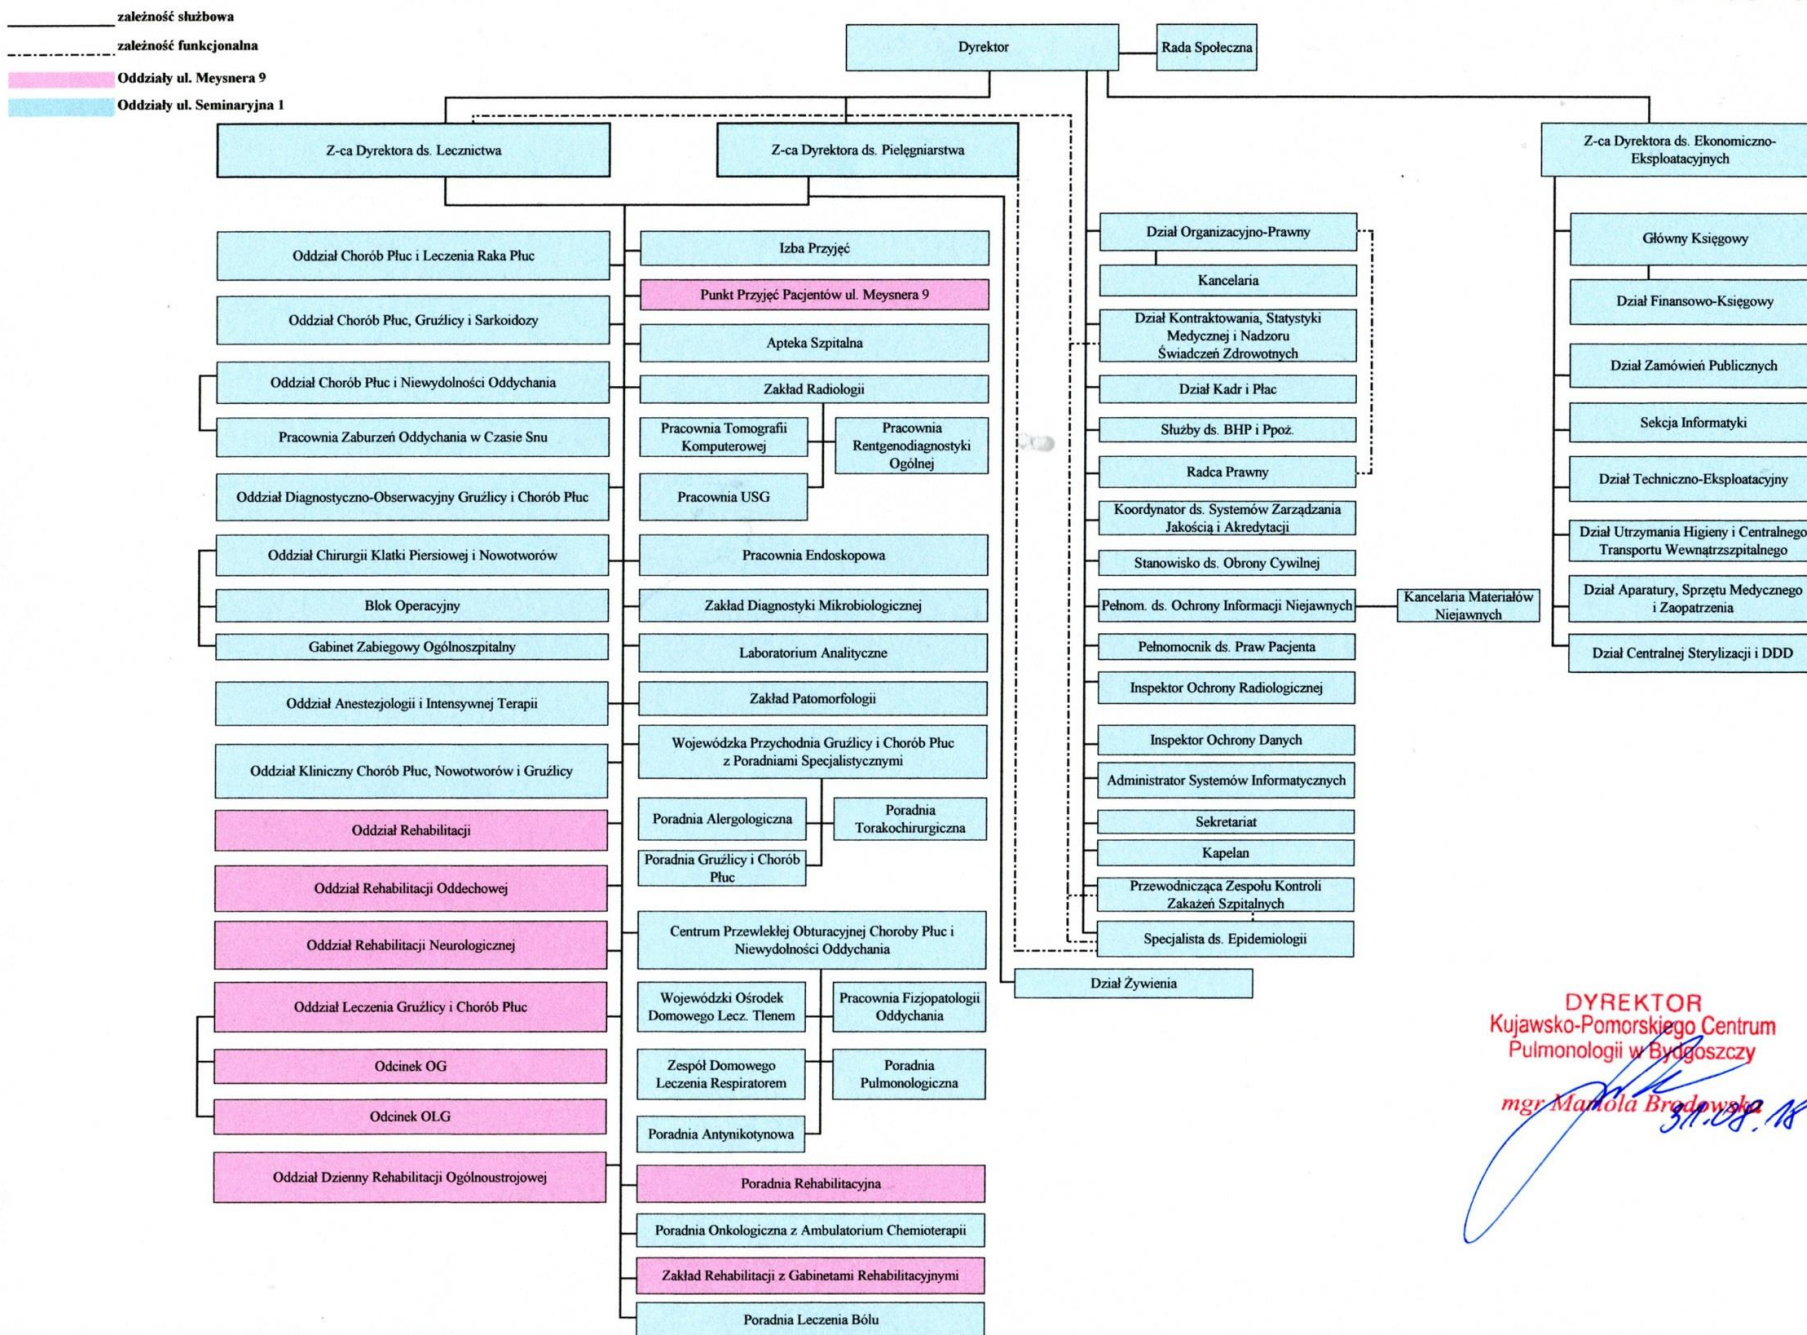 zależność służbowa
zależność funkcjonalna
Oddziały ul. Meysnera 9
Oddziały ul. Seminaryjna 1
Dyrektor
Rada Społeczna
Z-ca Dyrektora ds. Lecznictwa
Z-ca Dyrektora ds. Pielęgniarstwa
Z-ca Dyrektora ds. Ekonomiczno-
Eksploatacyjnych
Oddział Chorób Płuc i Leczenia Raka Płuc
Oddział Chorób Płuc, Gruźlicy i Sarkoidozy
Oddział Chorób Płuc i Niewydolności Oddychania
Pracownia Zaburzeń Oddychania w Czasie Snu
Oddział Diagnostyczno-Obserwacyjny Gruźlicy i Chorób Płuc
Oddział Chirurgii Klatki Piersiowej i Nowotworów
Blok Operacyjny
Gabinet Zabiegowy Ogólnoszpitalny
Oddział Anestezjologii i Intensywnej Terapii
Oddział Kliniczny Chorób Płuc, Nowotworów i Gruźlicy
Oddział Rehabilitacji
Oddział Rehabilitacji Oddechowej
Oddział Rehabilitacji Neurologicznej
Oddział Leczenia Gruźlicy i Chorób Płuc
Odcinek OG
Odcinek OLG
Oddział Dzienny Rehabilitacji Ogólnoustrojowej
Izba Przyjęć
Punkt Przyjęć Pacjentów ul. Meysnera 9
Apteka Szpitalna
Zakład Radiologii
Pracownia Tomografii
Komputerowej
Pracownia
Rentgenodiagnostyki
Ogólnej
Pracownia USG
Pracownia Endoskopowa
Zakład Diagnostyki Mikrobiologicznej
Laboratorium Analityczne
Zakład Patomorfologii
Wojewódzka Przychodnia Gruźlicy i Chorób Płuc
z Poradniami Specjalistycznymi
Poradnia Alergologiczna
Poradnia
Torakochirurgiczna
Poradnia Gruźlicy i Chorób
Płuc
Centrum Przewlekłej Obturacyjnej Choroby Płuc i
Niewydolności Oddychania
Wojewódzki Ośrodek
Domowego Lecz. Tlenem
Pracownia Fizjopatologii
Oddychania
Zespół Domowego
Leczenia Respiratorem
Poradnia
Pulmonologiczna
Poradnia Antynikotynowa
Poradnia Rehabilitacyjna
Poradnia Onkologiczna z Ambulatorium Chemioterapii
Zakład Rehabilitacji z Gabinetami Rehabilitacyjnymi
Poradnia Leczenia Bólu
Dział Organizacyjno-Prawny
Kancelaria
Dział Kontraktowania, Statystyki
Medycznej i Nadzoru
Świadczeń Zdrowotnych
Dział Kadr i Płac
Służby ds. BHP i Ppoż.
Radca Prawny
Koordynator ds. Systemów Zarządzania
Jakością i Akredytacji
Stanowisko ds. Obrony Cywilnej
Pełnom. ds. Ochrony Informacji Niejawnych
Kancelaria Materiałów
Niejawnych
Pełnomocnik ds. Praw Pacjenta
Inspektor Ochrony Radiologicznej
Inspektor Ochrony Danych
Administrator Systemów Informatycznych
Sekretariat
Kapelan
Przewodnicząca Zespołu Kontroli
Zakażeń Szpitalnych
Specjalista ds. Epidemiologii
Dział Żywienia
Główny Księgowy
Dział Finansowo-Księgowy
Dział Zamówień Publicznych
Sekcja Informatyki
Dział Techniczno-Eksploatacyjny
Dział Utrzymania Higieny i Centralnego
Transportu Wewnątrzszpitalnego
Dział Aparatury, Sprzętu Medycznego
i Zaopatrzenia
Dział Centralnej Sterylizacji i DDD
DYREKTOR
Kujawsko-Pomorskiego Centrum
Pulmonologii w Bydgoszczy
mgr Mariola Brodowska
31.08.18